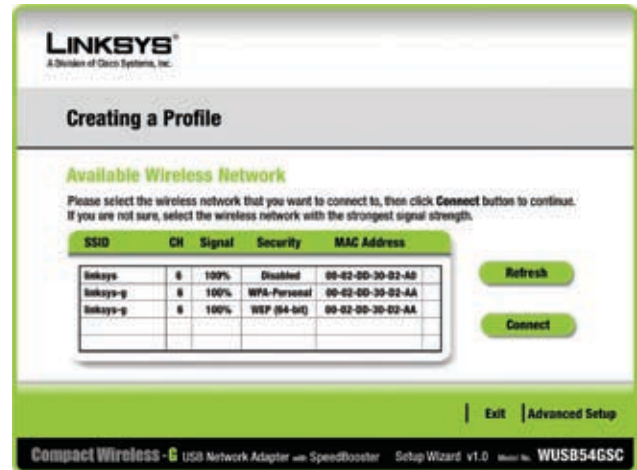 LINKSYS®
A Division of Cisco Systems, Inc.
Creating a Profile
Available Wireless Network
Please select the wireless network that you want to connect to, then click Connect button to continue.
If you are not sure, select the wireless network with the strongest signal strength.
SSID CH Signal Security MAC Address
linksys 6 100% Disabled 00-02-DD-30-D2-A0
linksys-g 6 100% WPA-Personal 00-02-DD-30-D2-AA
linksys-g 6 100% WEP (64-bit) 00-02-DD-30-D2-AA
Refresh
Connect
Exit Advanced Setup
Compact Wireless-G USB Network Adapter with SpeedBooster Setup Wizard v1.0 Model No. WUSB54GSC